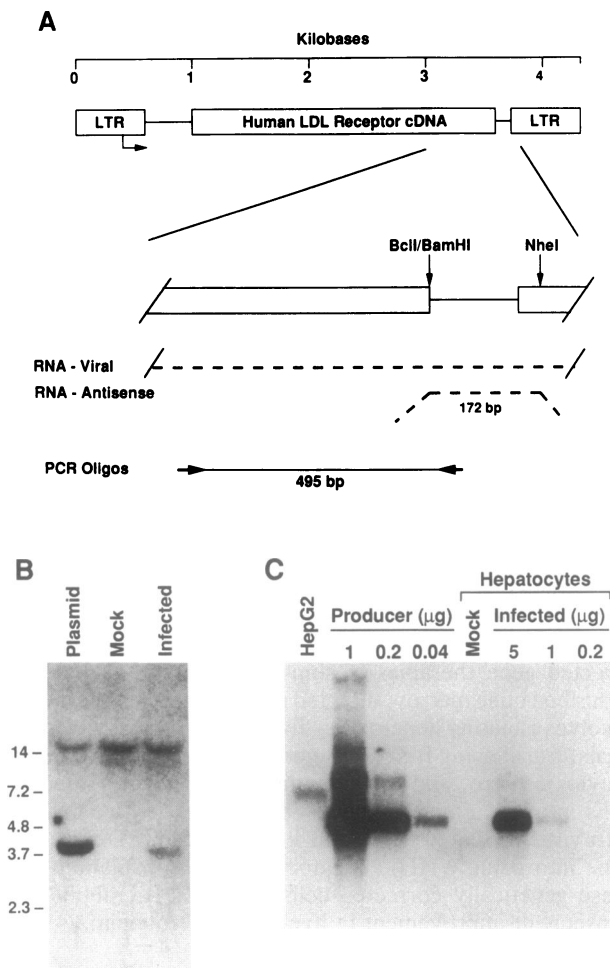 A
Kilobases
0 1 2 3 4
LTR Human LDL Receptor cDNA LTR
BclI/BamHI NheI
RNA - Viral
RNA - Antisense
172 bp
PCR Oligos
495 bp
B
Plasmid
Mock
Infected
14 –
7.2 –
4.8 –
3.7 –
2.3 –
C
Hepatocytes
HepG2
Producer (µg)
Mock
Infected (µg)
1 0.2 0.04 5 1 0.2